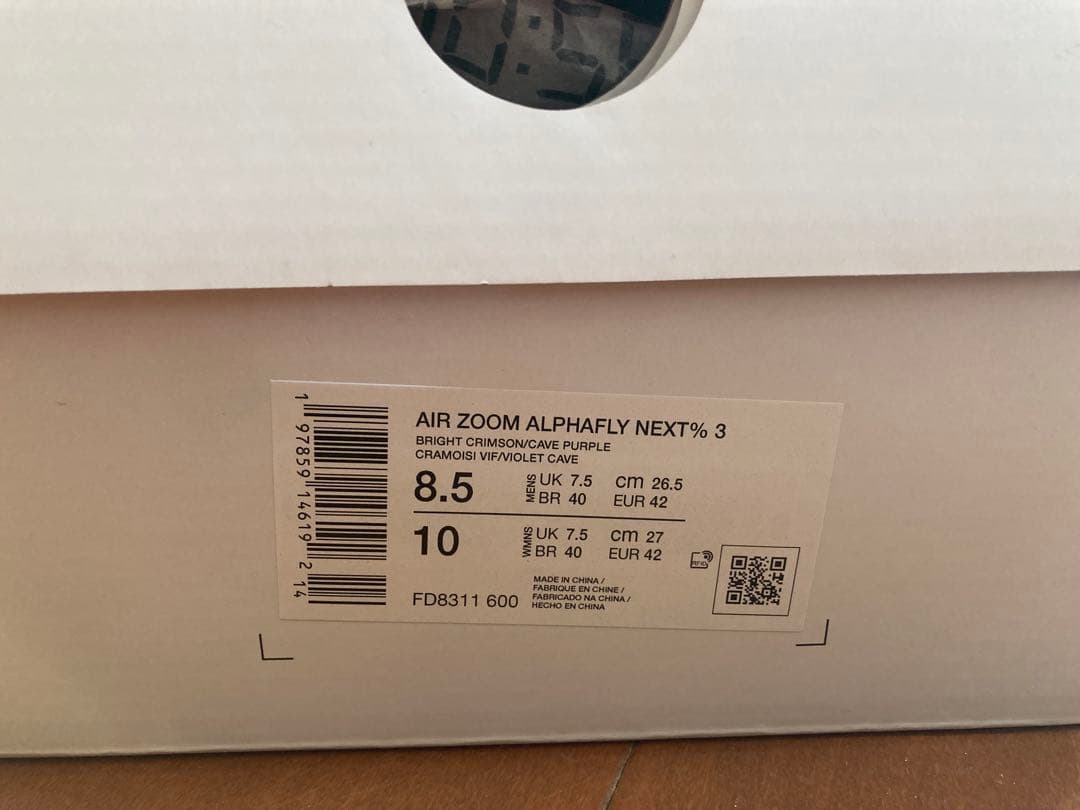 AIR ZOOM ALPHAFLY NEXT% 3
BRIGHT CRIMSON/CAVE PURPLE
CRAMOISI VIF/VIOLET CAVE
8.5 MENS UK 7.5 cm 26.5
BR 40 EUR 42
10 WMNS UK 7.5 cm 27
BR 40 EUR 42
RFID
FD8311 600
MADE IN CHINA /
FABRIQUE EN CHINE /
FABRICADO NA CHINA /
HECHO EN CHINA
1 97859 14619 2 14